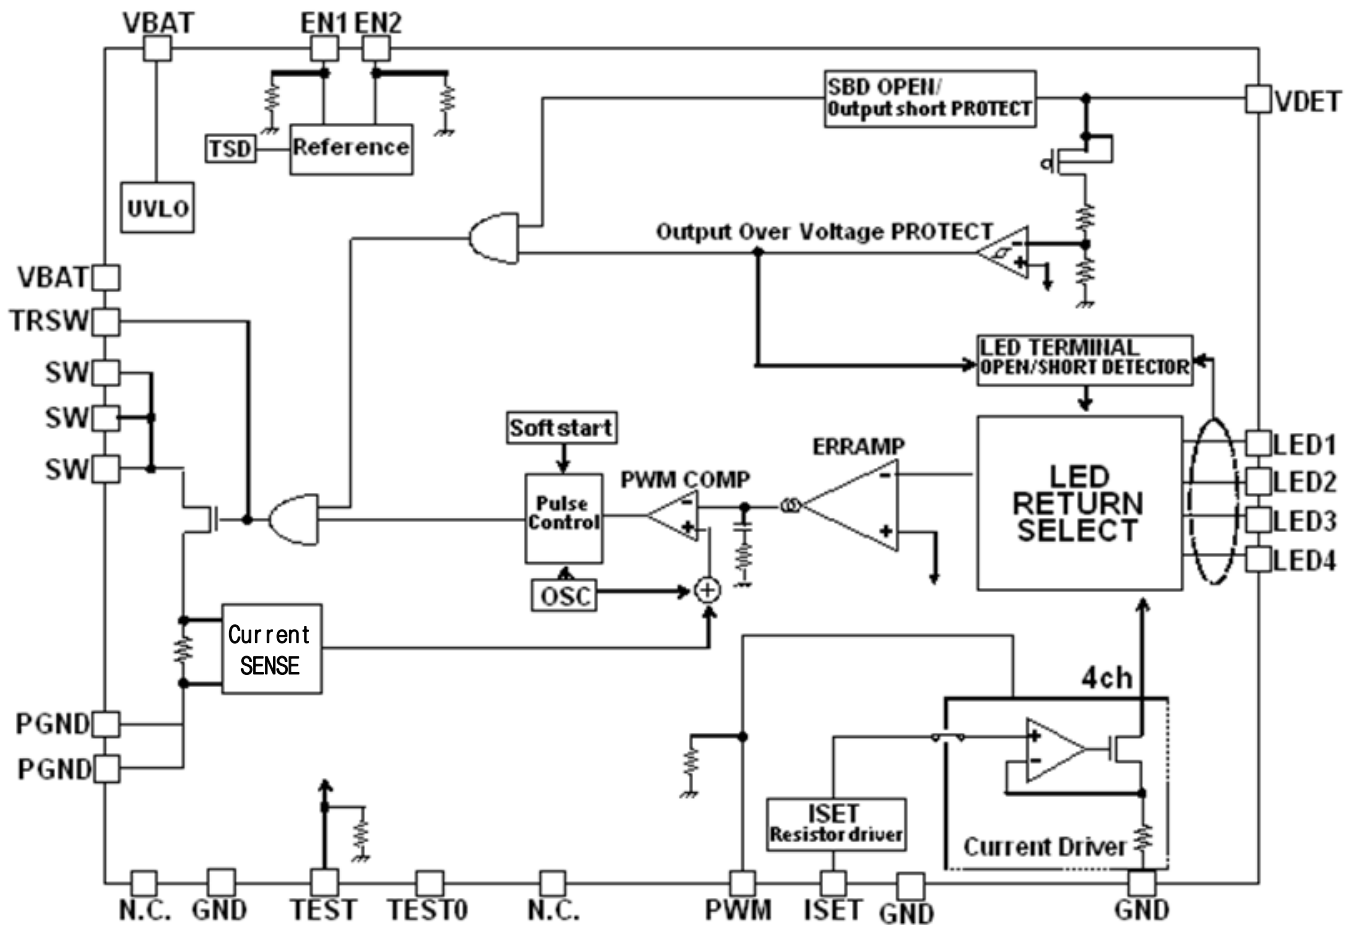 VBAT
EN1 EN2
SBD OPEN/
Output short PROTECT
VDET
TSD
Reference
UVLO
Output Over Voltage PROTECT
-
+
VBAT
TRSW
SW
SW
SW
LED TERMINAL
OPEN/SHORT DETECTOR
Soft start
PWM COMP
ERRAMP
Pulse
Control
-
+
-
+
LED
RETURN
SELECT
LED1
LED2
LED3
LED4
OSC
+
Current
SENSE
4ch
PGND
PGND
+
-
ISET
Resistor driver
Current Driver
N.C.
GND
TEST
TEST0
N.C.
PWM
ISET
GND
GND